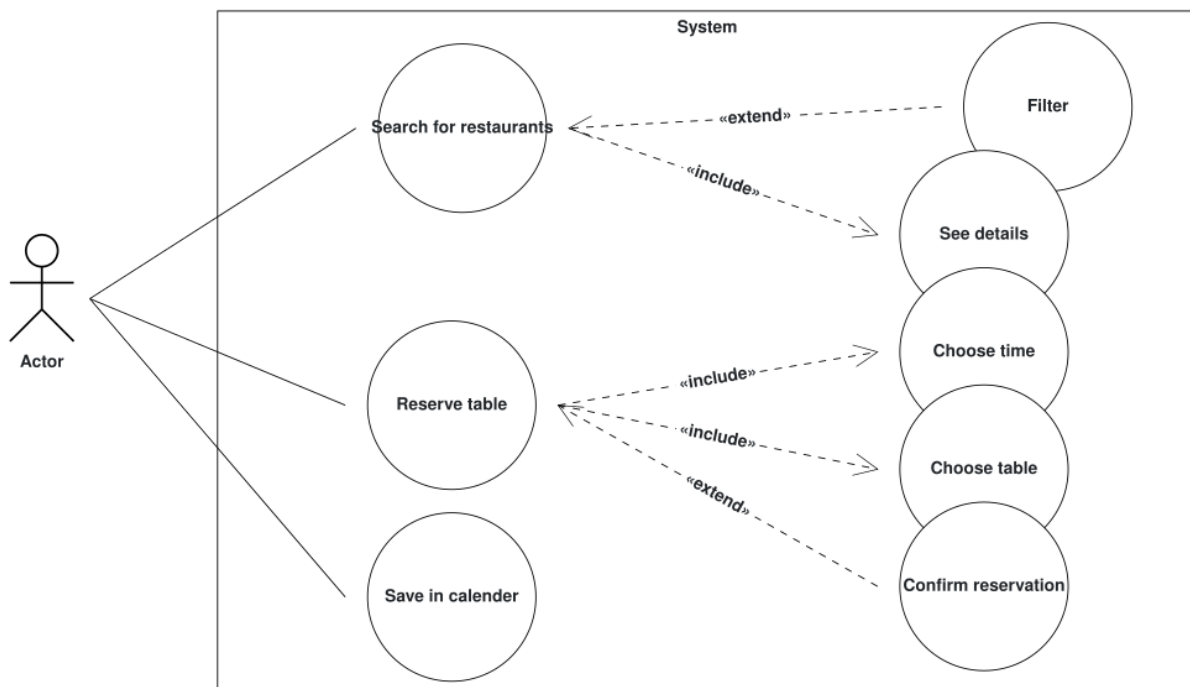 System
Filter
«extend»
Search for restaurants
«include»
See details
Actor
Choose time
«include»
Reserve table
«include»
Choose table
«extend»
Confirm reservation
Save in calender